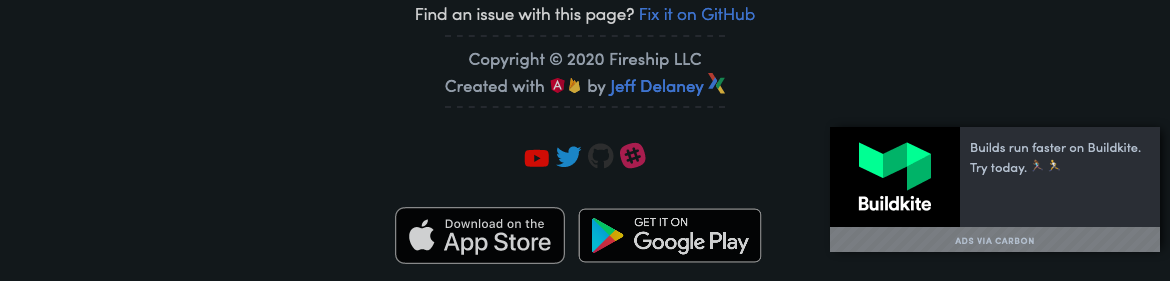 Find an issue with this page? Fix it on GitHub
Copyright © 2020 Fireship LLC
Created with by Jeff Delaney
Download on the
App Store
GET IT ON
Google Play
Builds run faster on Buildkite.
Try today.
Buildkite
ADS VIA CARBON